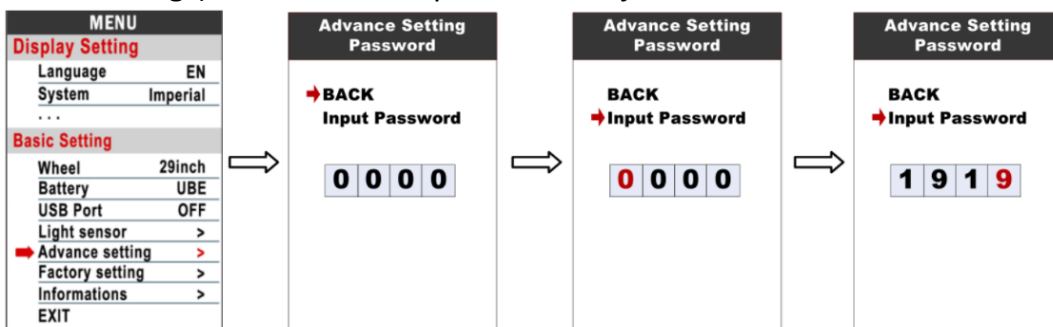 MENU
Display Setting
Language EN
System Imperial
...
Basic Setting
Wheel 29inch
Battery UBE
USB Port OFF
Light sensor >
Advance setting >
Factory setting >
Informations >
EXIT
Advance Setting
Password
BACK
Input Password
0 0 0 0
Advance Setting
Password
BACK
Input Password
0 0 0 0
Advance Setting
Password
BACK
Input Password
1 9 1 9